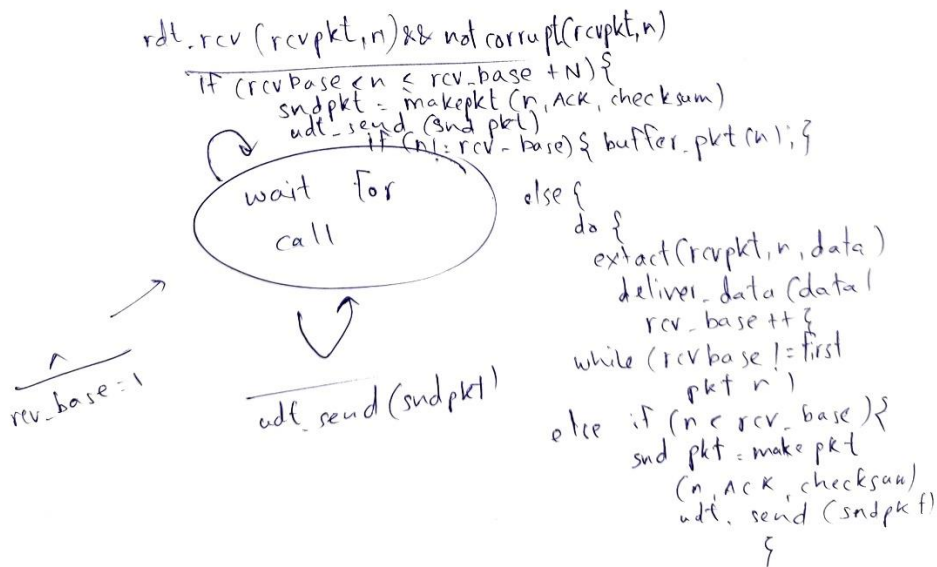 rdt_rcv (rcvpkt,n) && not corrupt(rcvpkt,n)
if (rcvbase < n ≤ rcv_base + N) {
sndpkt = makepkt (n, ACK, checksum)
udt_send (snd pkt)
if (n != rcv_base) { buffer_pkt (n); {
wait for
call
else {
do {
extact (rcvpkt, n, data)
deliver_data (data)
rcv_base ++ {
while (rcvbase != first
pkt n )
else if (n < rcv_base) {
snd pkt = make pkt
(n, ACK, checksum)
udt_send (sndpkt)
{
Λ
rcv_base = 1
udt_send (sndpkt)